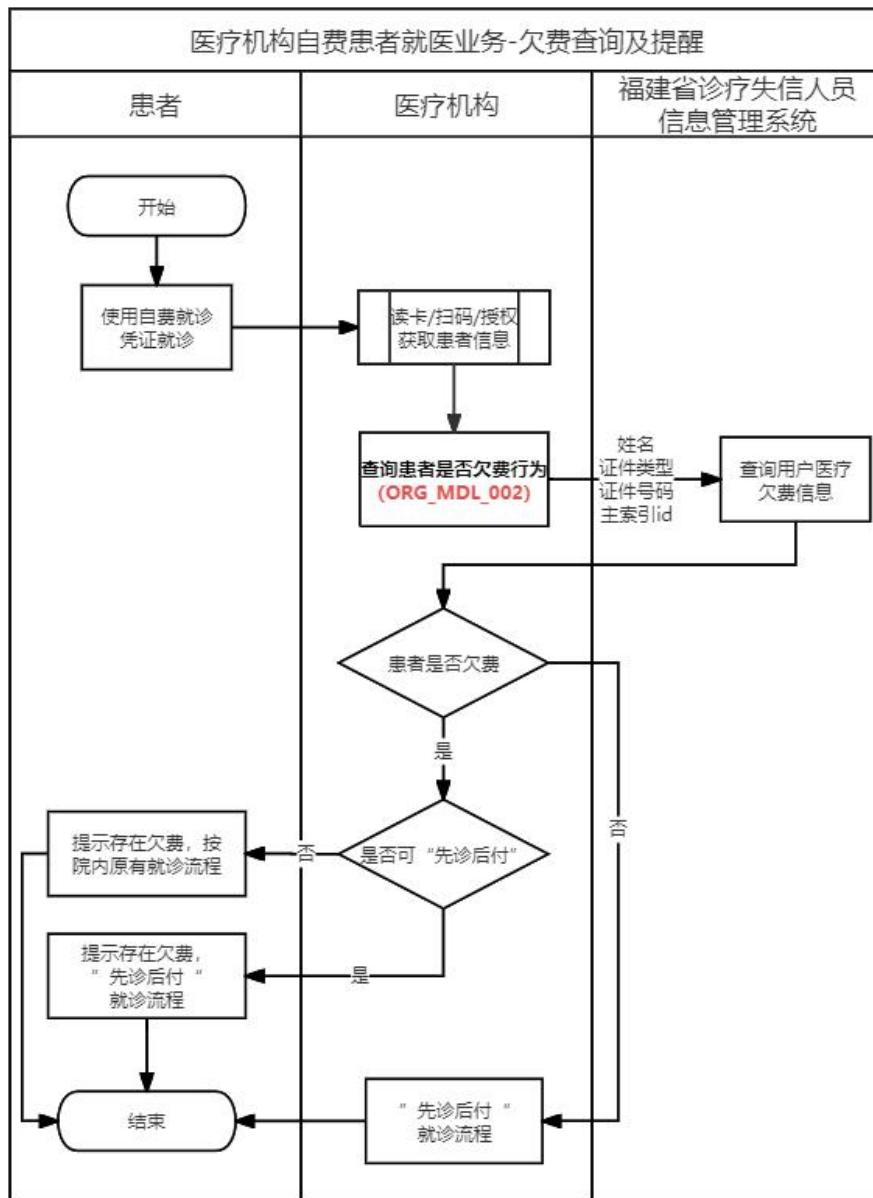 医疗机构自费患者就医业务-欠费查询及提醒
患者
医疗机构
福建省诊疗失信人员
信息管理系统
开始
使用自费就诊
凭证就诊
读卡/扫码/授权
获取患者信息
查询患者是否欠费行为
(ORG_MDL_002)
姓名
证件类型
证件号码
主索引id
查询用户医疗
欠费信息
患者是否欠费
是
否
是否可“先诊后付”
否
提示存在欠费，按
院内原有就诊流程
是
提示存在欠费，
“先诊后付“
就诊流程
结束
“先诊后付“
就诊流程